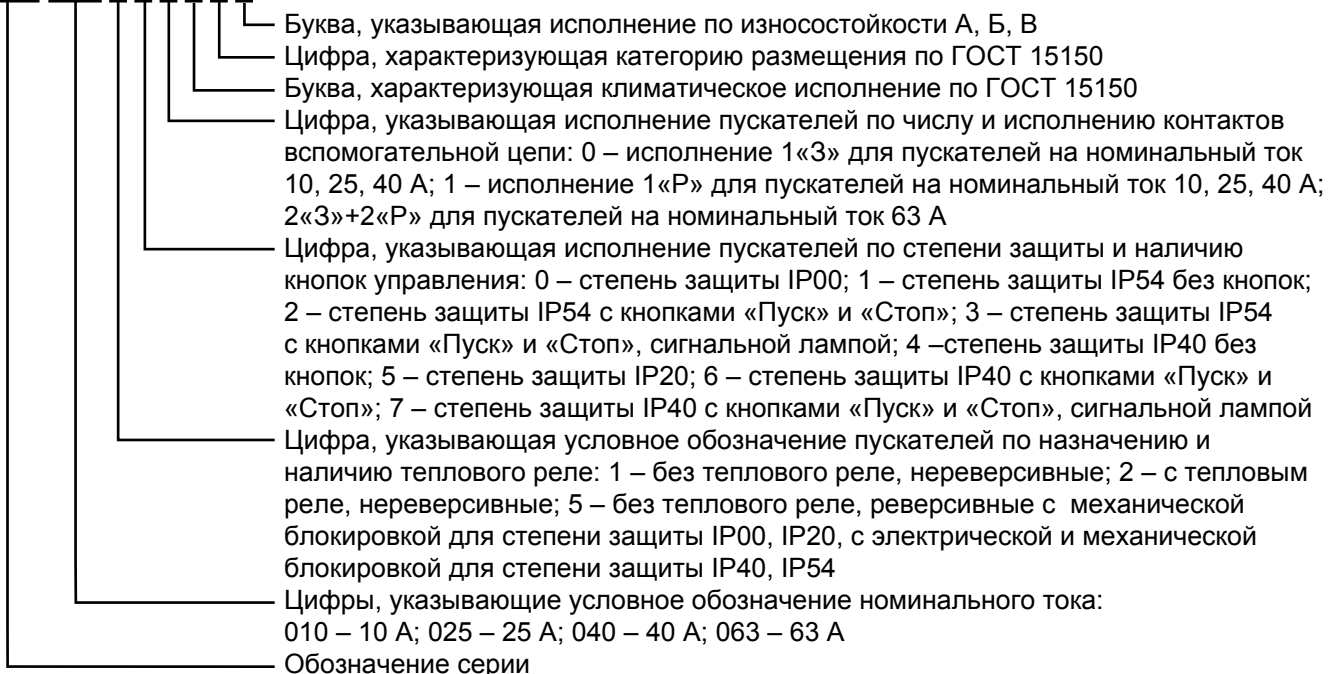 Буква, указывающая исполнение по износостойкости А, Б, В
Цифра, характеризующая категорию размещения по ГОСТ 15150
Буква, характеризующая климатическое исполнение по ГОСТ 15150
Цифра, указывающая исполнение пускателей по числу и исполнению контактов
вспомогательной цепи: 0 – исполнение 1«З» для пускателей на номинальный ток
10, 25, 40 А; 1 – исполнение 1«Р» для пускателей на номинальный ток 10, 25, 40 А;
2«З»+2«Р» для пускателей на номинальный ток 63 А
Цифра, указывающая исполнение пускателей по степени защиты и наличию
кнопок управления: 0 – степень защиты IP00; 1 – степень защиты IP54 без кнопок;
2 – степень защиты IP54 с кнопками «Пуск» и «Стоп»; 3 – степень защиты IP54
с кнопками «Пуск» и «Стоп», сигнальной лампой; 4 –степень защиты IP40 без
кнопок; 5 – степень защиты IP20; 6 – степень защиты IP40 с кнопками «Пуск» и
«Стоп»; 7 – степень защиты IP40 с кнопками «Пуск» и «Стоп», сигнальной лампой
Цифра, указывающая условное обозначение пускателей по назначению и
наличию теплового реле: 1 – без теплового реле, нереверсивные; 2 – с тепловым
реле, нереверсивные; 5 – без теплового реле, реверсивные с механической
блокировкой для степени защиты IP00, IP20, с электрической и механической
блокировкой для степени защиты IP40, IP54
Цифры, указывающие условное обозначение номинального тока:
010 – 10 А; 025 – 25 А; 040 – 40 А; 063 – 63 А
Обозначение серии